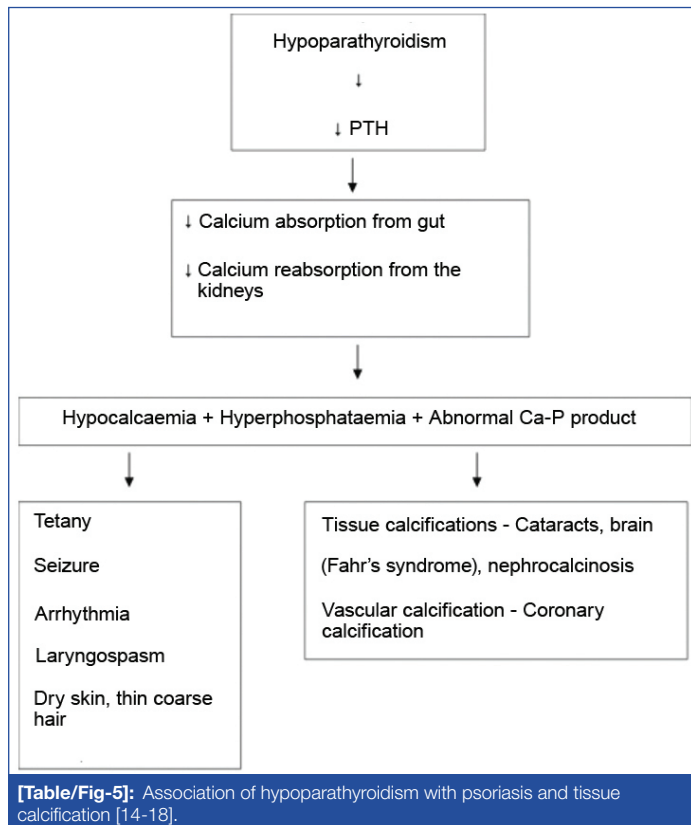 Hypoparathyroidism
↓
↓ PTH
↓ Calcium absorption from gut
↓ Calcium reabsorption from the
kidneys
Hypocalcaemia + Hyperphosphataemia + Abnormal Ca-P product
Tetany
Seizure
Arrhythmia
Laryngospasm
Dry skin, thin coarse
hair
Tissue calcifications - Cataracts, brain
(Fahr's syndrome), nephrocalcinosis
Vascular calcification - Coronary
calcification
[Table/Fig-5]: Association of hypoparathyroidism with psoriasis and tissue
calcification [14-18].